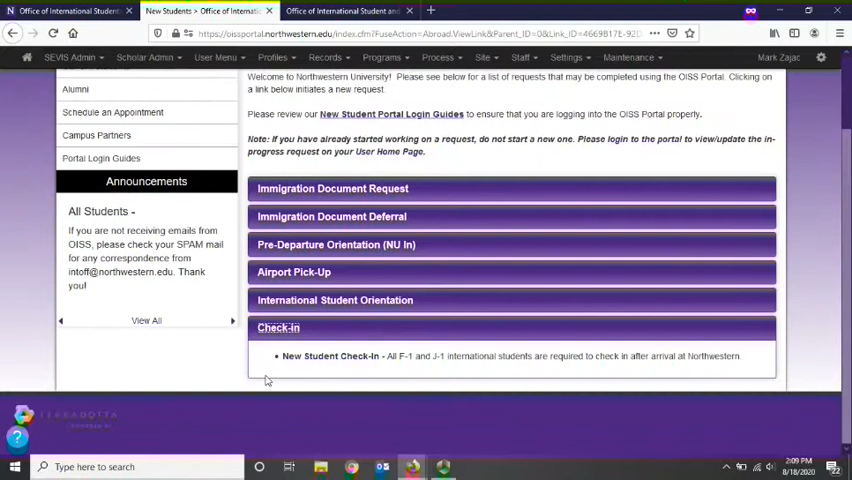 Office of International Students
New Students > Office of Internatio
Office of International Student and
https://oissportal.northwestern.edu/index.cfm?FuseAction=Abroad.ViewLink&Parent_ID=0&Link_ID=4669B17E-92D
SEVIS Admin Scholar Admin User Menu Profiles Records Programs Process Site Staff Settings Maintenance Mark Zajac
Alumni
Schedule an Appointment
Campus Partners
Portal Login Guides
Announcements
All Students -
If you are not receiving emails from
OISS, please check your SPAM mail
for any correspondence from
intoff@northwestern.edu. Thank
you!
View All
Welcome to Northwestern University! Please see below for a list of requests that may be completed using the OISS Portal. Clicking on
a link below initiates a new request.
Please review our New Student Portal Login Guides to ensure that you are logging into the OISS Portal properly.
Note: If you have already started working on a request, do not start a new one. Please login to the portal to view/update the in-
progress request on your User Home Page.
Immigration Document Request
Immigration Document Deferral
Pre-Departure Orientation (NU In)
Airport Pick-Up
International Student Orientation
Check-in
• New Student Check-In - All F-1 and J-1 international students are required to check in after arrival at Northwestern.
TERRADOTTA
Type here to search
2:09 PM
8/18/2020
22